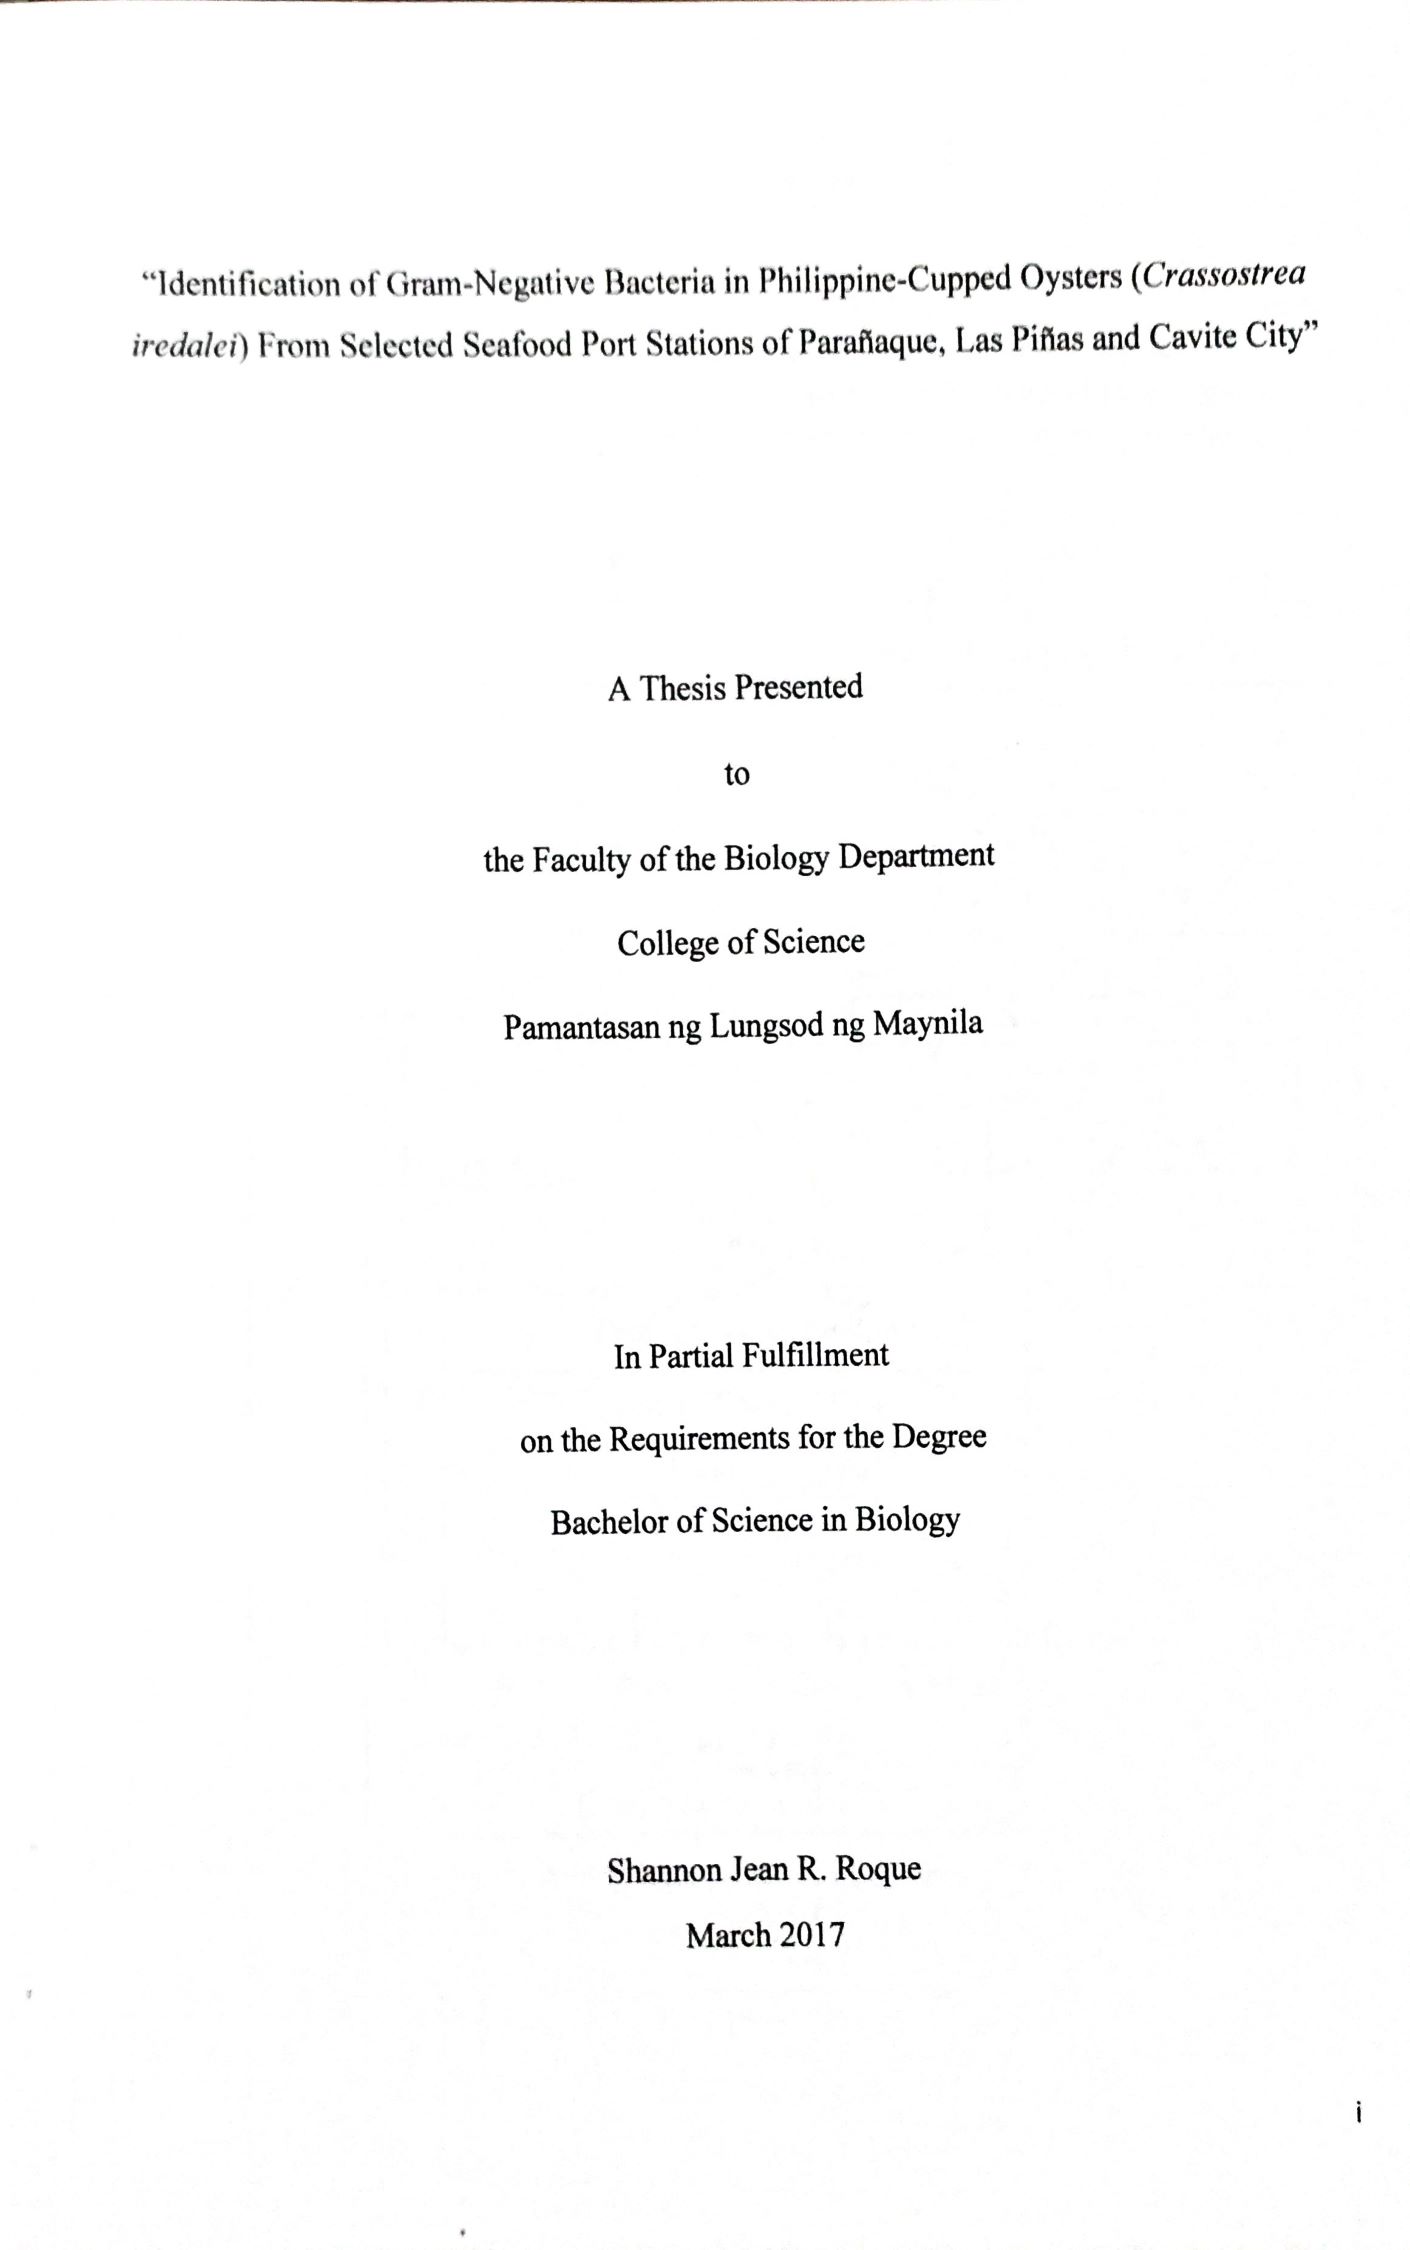 “Identification of Gram-Negative Bacteria in Philippine-Cupped Oysters (Crassostrea
iredalei) From Selected Seafood Port Stations of Parañaque, Las Piñas and Cavite City”
A Thesis Presented
to
the Faculty of the Biology Department
College of Science
Pamantasan ng Lungsod ng Maynila
In Partial Fulfillment
on the Requirements for the Degree
Bachelor of Science in Biology
Shannon Jean R. Roque
March 2017
i